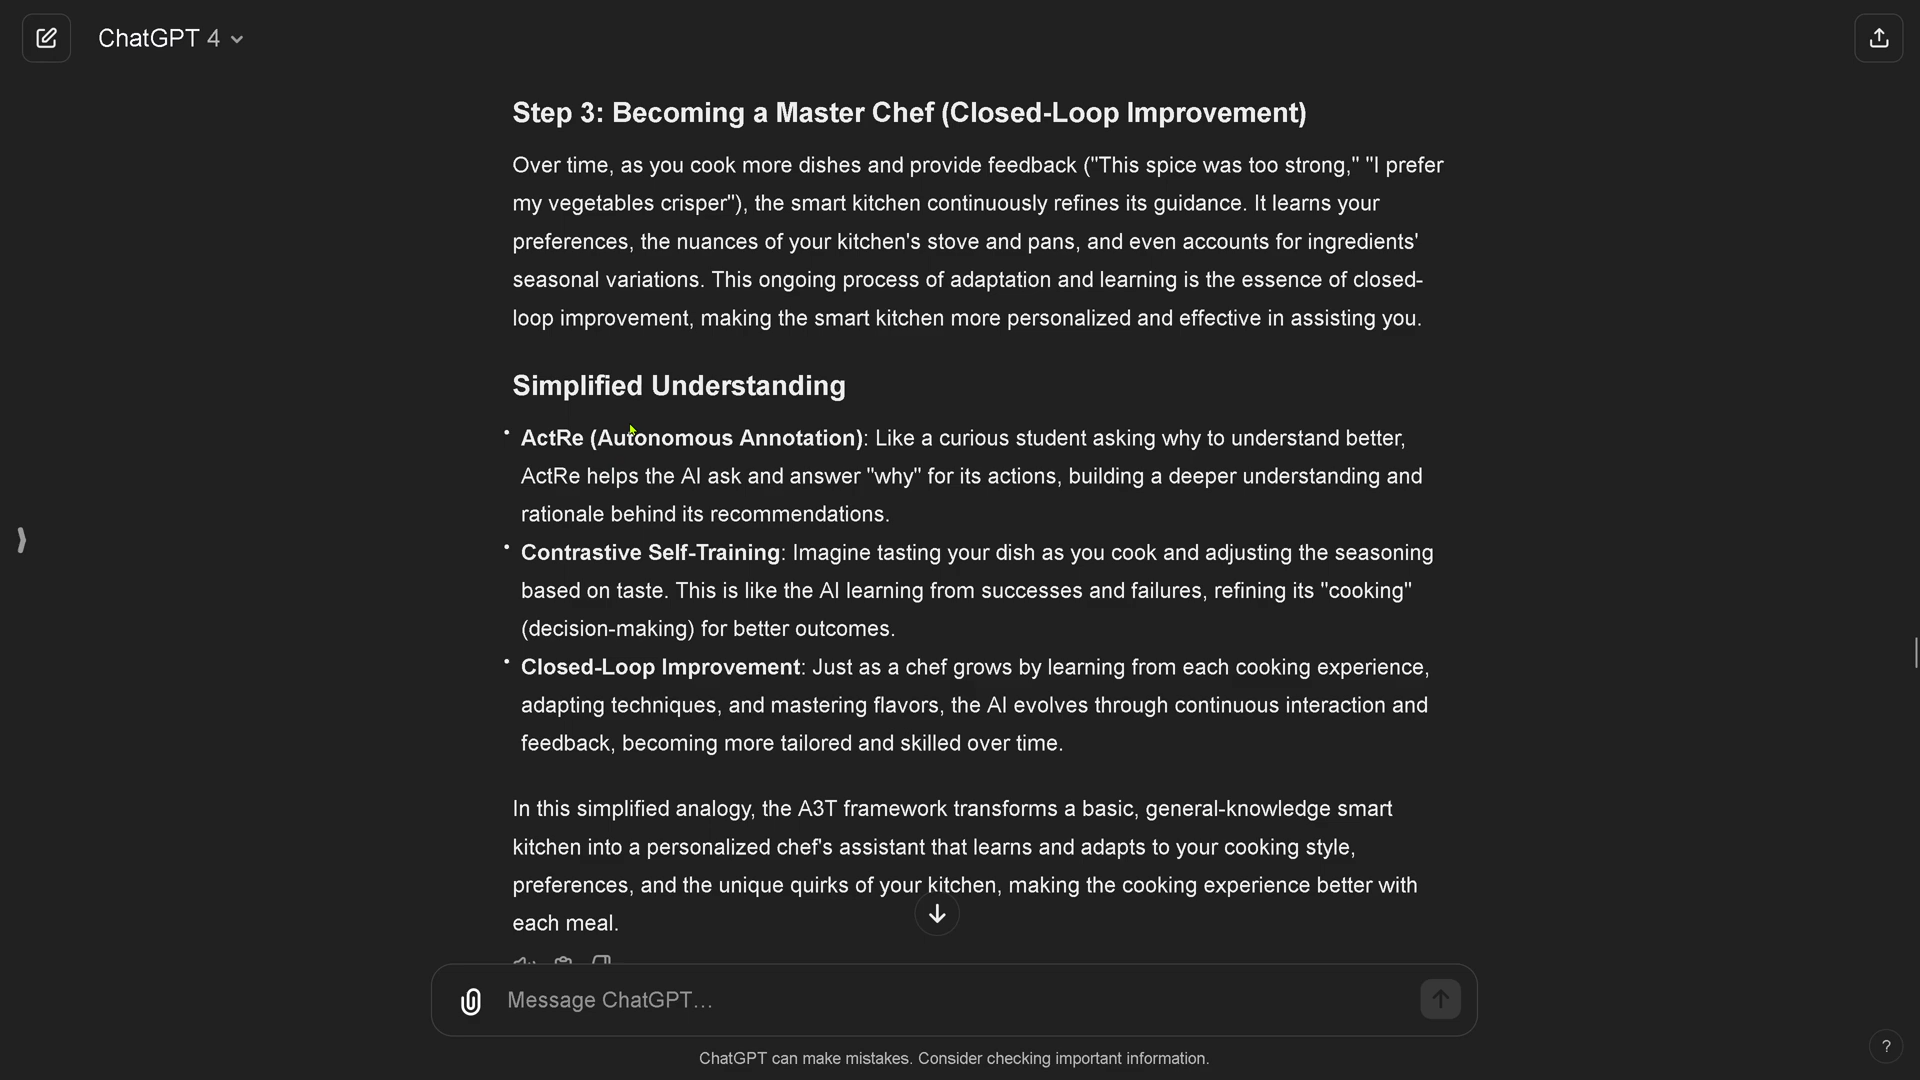 ChatGPT 4
Step 3: Becoming a Master Chef (Closed-Loop Improvement)
Over time, as you cook more dishes and provide feedback ("This spice was too strong," "I prefer
my vegetables crisper"), the smart kitchen continuously refines its guidance. It learns your
preferences, the nuances of your kitchen's stove and pans, and even accounts for ingredients'
seasonal variations. This ongoing process of adaptation and learning is the essence of closed-
loop improvement, making the smart kitchen more personalized and effective in assisting you.
Simplified Understanding
• ActRe (Autonomous Annotation): Like a curious student asking why to understand better,
ActRe helps the AI ask and answer "why" for its actions, building a deeper understanding and
rationale behind its recommendations.
• Contrastive Self-Training: Imagine tasting your dish as you cook and adjusting the seasoning
based on taste. This is like the AI learning from successes and failures, refining its "cooking"
(decision-making) for better outcomes.
• Closed-Loop Improvement: Just as a chef grows by learning from each cooking experience,
adapting techniques, and mastering flavors, the AI evolves through continuous interaction and
feedback, becoming more tailored and skilled over time.
In this simplified analogy, the A3T framework transforms a basic, general-knowledge smart
kitchen into a personalized chef's assistant that learns and adapts to your cooking style,
preferences, and the unique quirks of your kitchen, making the cooking experience better with
each meal.
Message ChatGPT...
ChatGPT can make mistakes. Consider checking important information.
?